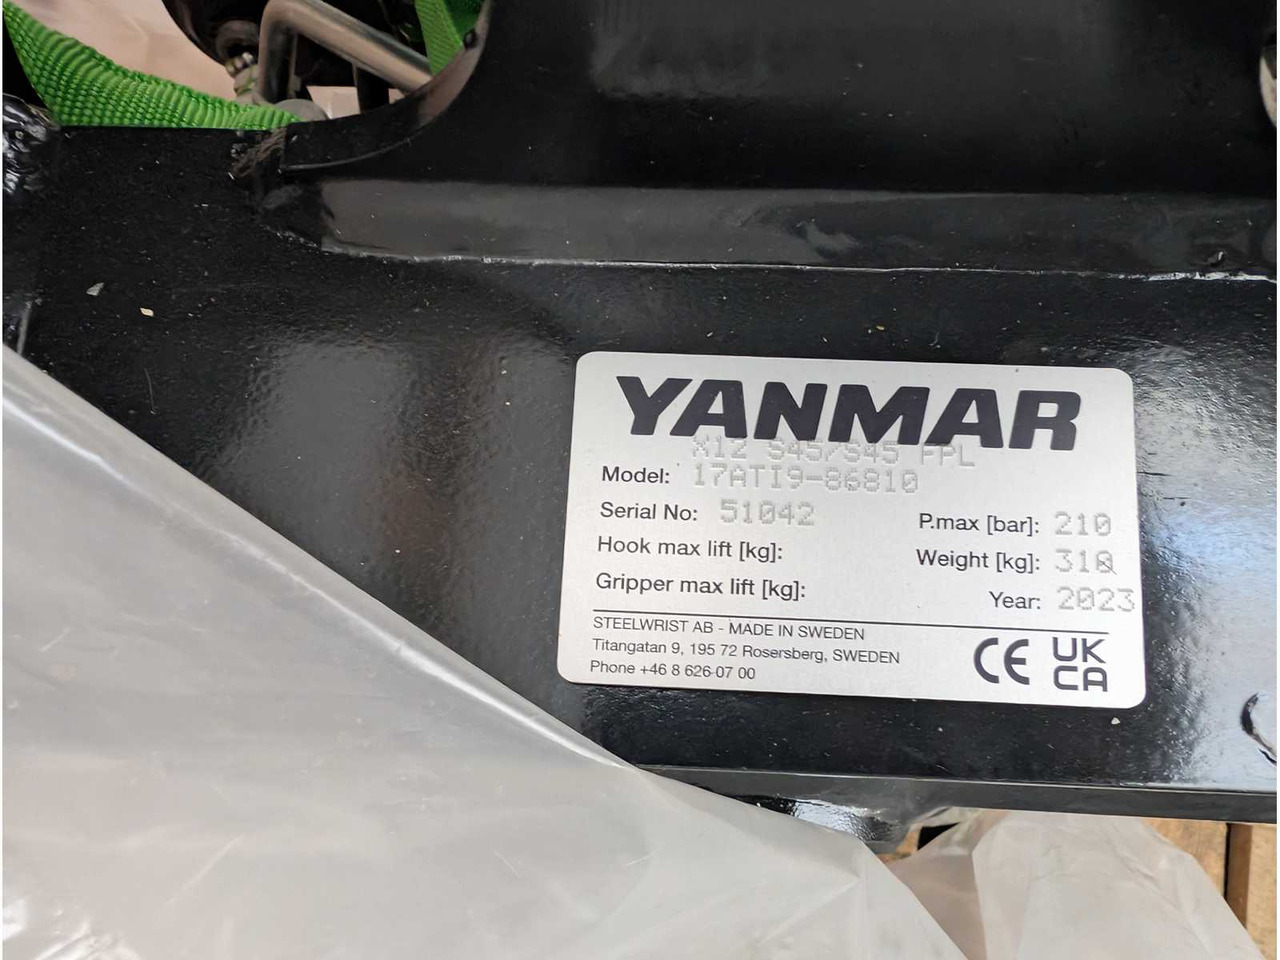 YANMAR
X12 S45/S45 FPL
Model: 17ATI9-86810
Serial No: 51042
P.max [bar]: 210
Hook max lift [kg]:
Weight [kg]: 310
Gripper max lift [kg]:
Year: 2023
STEELWRIST AB - MADE IN SWEDEN
Titangatan 9, 195 72 Rosersberg, SWEDEN
Phone +46 8 626 07 00
CE
UK
CA